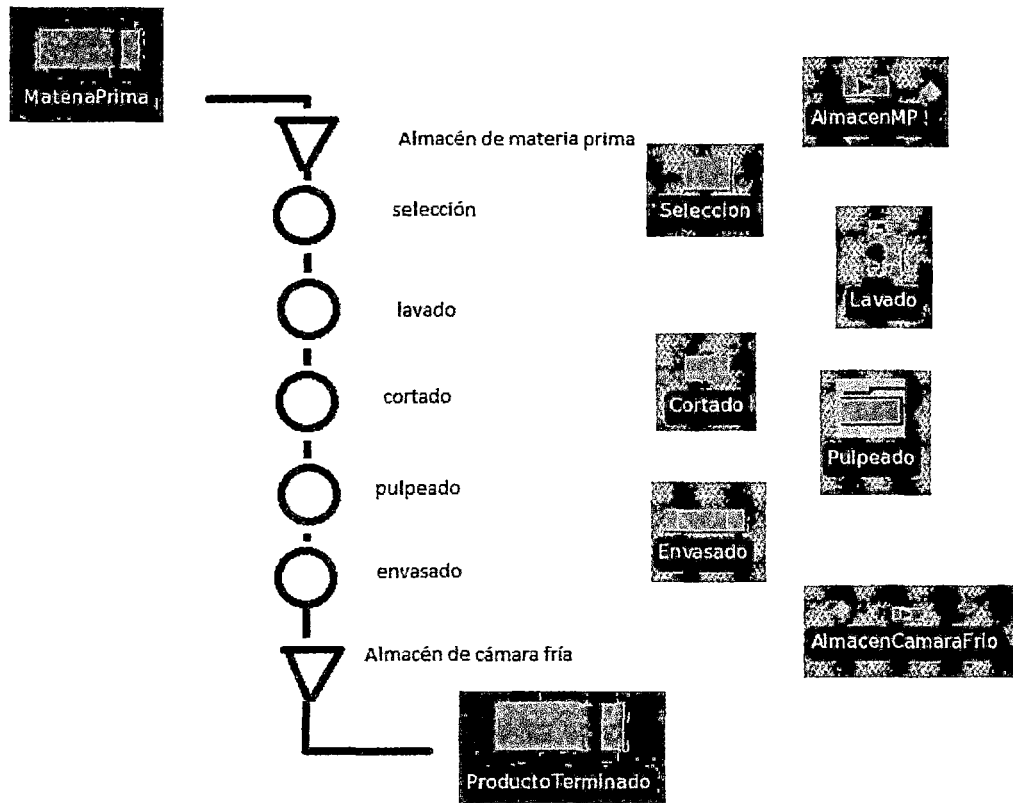 MateriaPrima
AlmacenMP
Almacén de materia prima
Seleccion
selección
Lavado
lavado
Cortado
cortado
Pulpeado
pulpeado
Envasado
envasado
AlmacenCamaraFrio
Almacén de cámara fría
ProductoTerminado